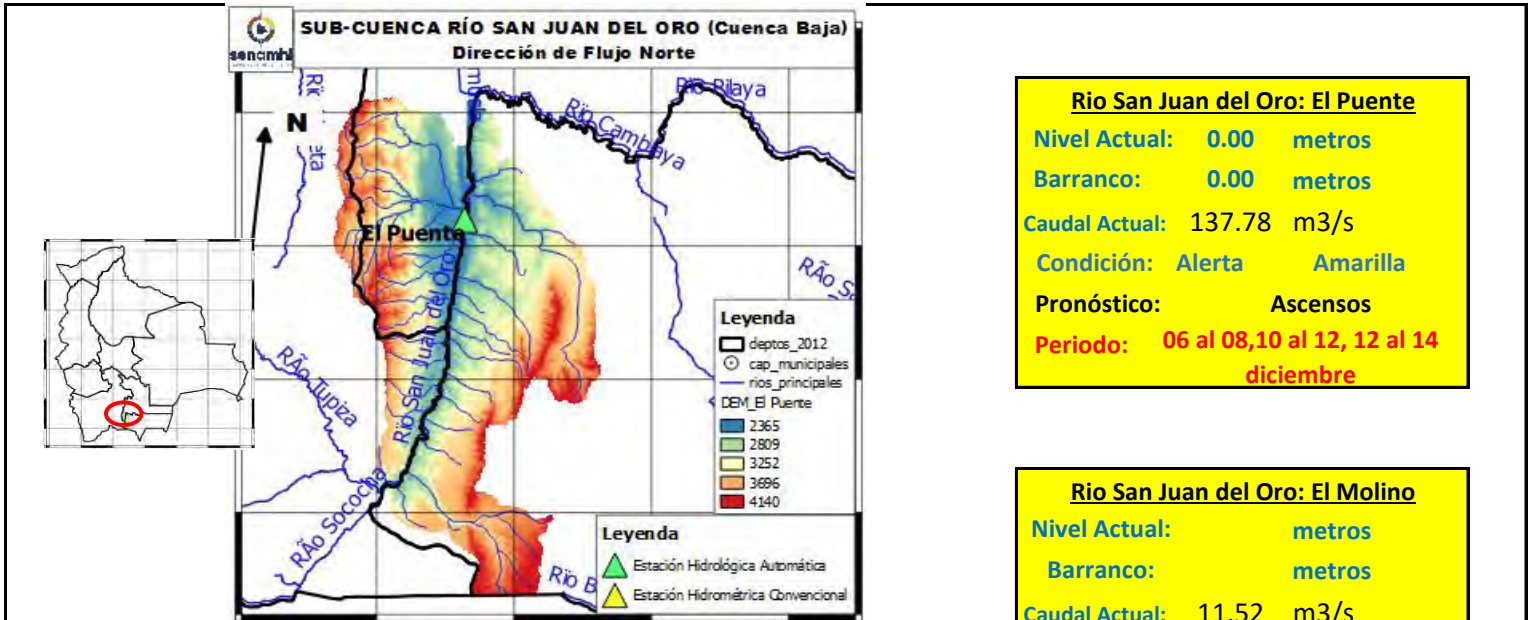 senamhi
SUB-CUENCA RÍO SAN JUAN DEL ORO (Cuenca Baja)
Dirección de Flujo Norte
N
Rïo Pilaya
Rïo Camblaya
El Puente
Rïo San Juan del Oro
RÃo Tupiza
RÃo Sococha
RÃo S
Rïo B
Leyenda
deptos_2012
cap_municipales
rios_principales
DEM_El Puente
2365
2809
3252
3696
4140
Leyenda
Estación Hidrológica Automática
Estación Hidrométrica Convencional
Rio San Juan del Oro: El Puente
Nivel Actual: 0.00 metros
Barranco: 0.00 metros
Caudal Actual: 137.78 m3/s
Condición: Alerta Amarilla
Pronóstico: Ascensos
Periodo: 06 al 08,10 al 12, 12 al 14
diciembre
Rio San Juan del Oro: El Molino
Nivel Actual: metros
Barranco: metros
Caudal Actual: 11.52 m3/s